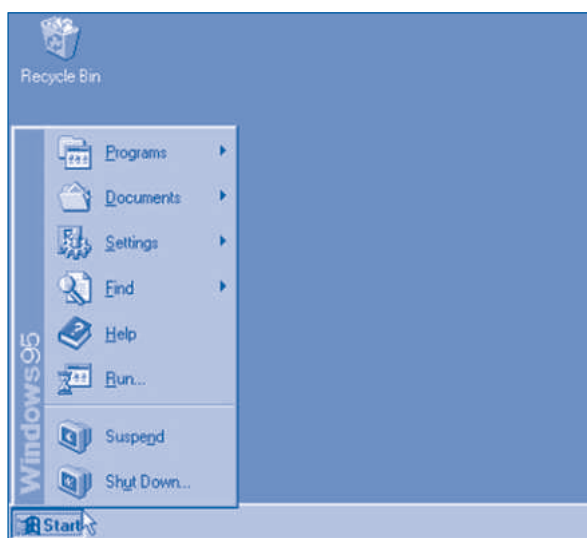 Recycle Bin
Programs
Documents
Settings
Find
Help
Run...
Suspend
Shut Down...
Windows95
Start